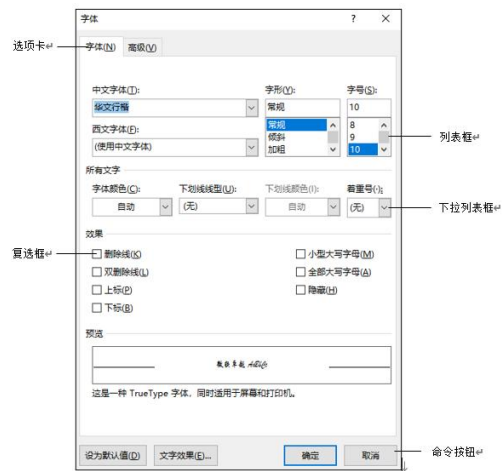 字体 ? ×
选项卡↵ 字体(N) 高级(V)
中文字体(T): 字形(Y): 字号(S):
华文行楷 常规 10
常规 8
西文字体(F): 倾斜 9 列表框↵
(使用中文字体) 加粗 10
所有文字
字体颜色(C): 下划线线型(U): 下划线颜色(I): 着重号(·):
自动 (无) 自动 (无) 下拉列表框↵
效果
复选框↵ 删除线(K) 小型大写字母(M)
双删除线(L) 全部大写字母(A)
上标(P) 隐藏(H)
下标(B)
预览
这是一种 TrueType 字体，同时适用于屏幕和打印机。
设为默认值(D) 文字效果(E)... 确定 取消 命令按钮↵